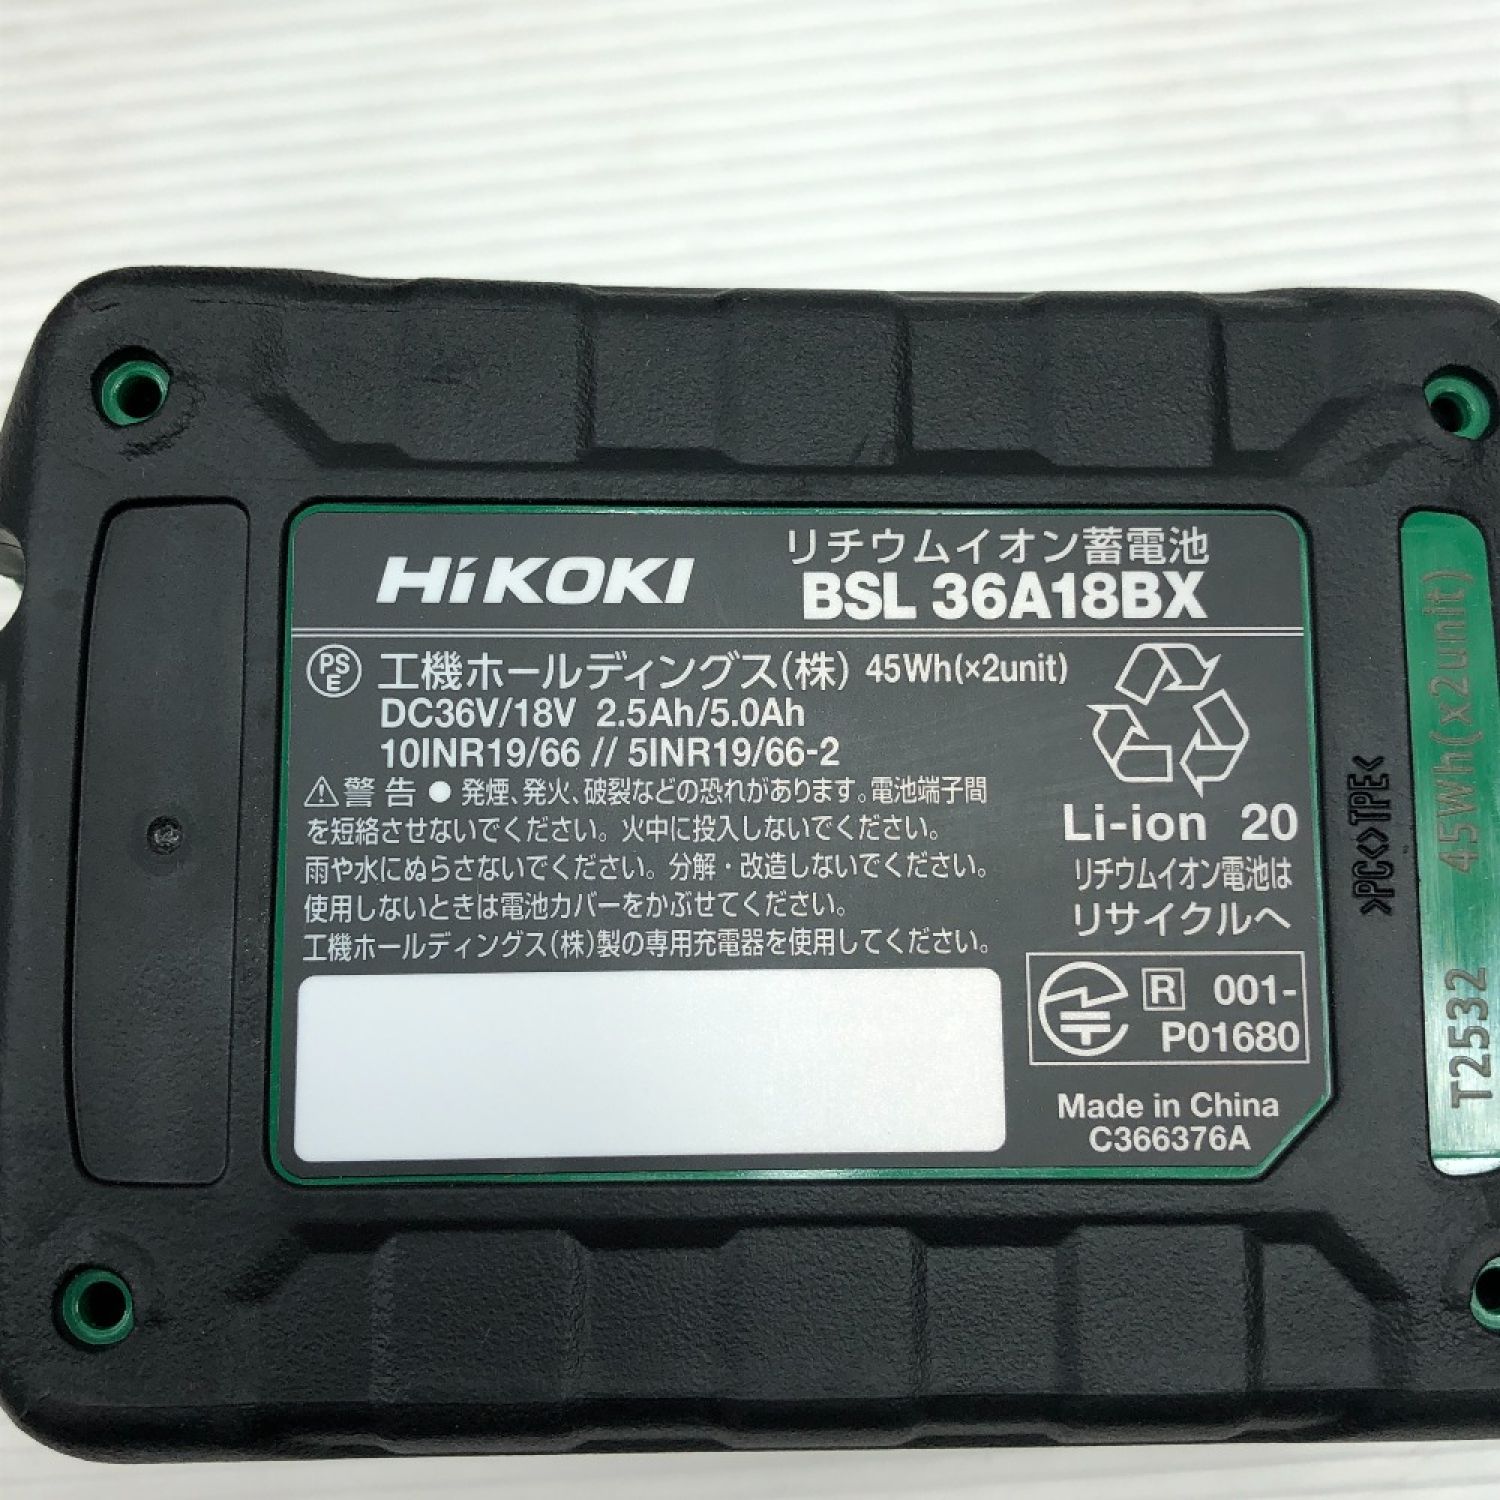 HiKOKI
リチウムイオン蓄電池
BSL 36A18BX
PS
E
工機ホールディングス(株) 45Wh(×2unit)
DC36V/18V 2.5Ah/5.0Ah
10INR19/66 // 5INR19/66-2
⚠警告 ● 発煙、発火、破裂などの恐れがあります。電池端子間
を短絡させないでください。火中に投入しないでください。
雨や水にぬらさないでください。分解・改造しないでください。
使用しないときは電池カバーをかぶせてください。
工機ホールディングス(株)製の専用充電器を使用してください。
Li-ion 20
リチウムイオン電池は
リサイクルへ
R 001-
P01680
Made in China
C366376A
>PC<>TPE<
T2532 45Wh(x2unit)